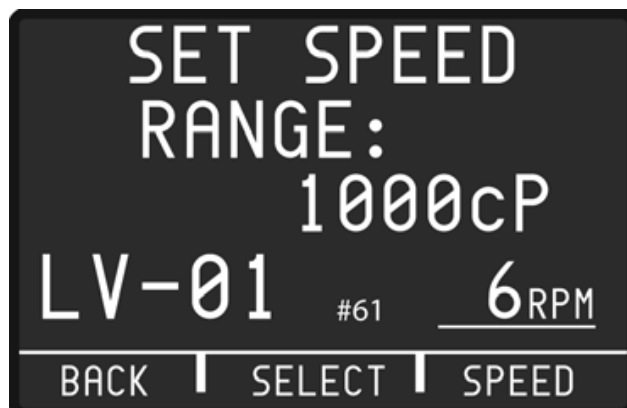 SET SPEED
RANGE:
1000cP
LV-01 #61 6RPM
BACK SELECT SPEED